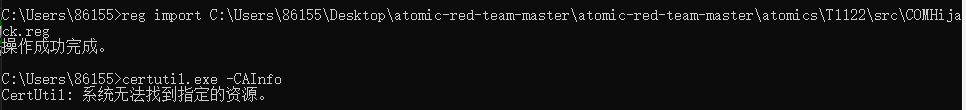 C:\Users\86155>reg import C:\Users\86155\Desktop\atomic-red-team-master\atomic-red-team-master\atomics\T1122\src\COMHija
ck.reg
操作成功完成。
C:\Users\86155>certutil.exe -CAInfo
CertUtil: 系统无法找到指定的资源。